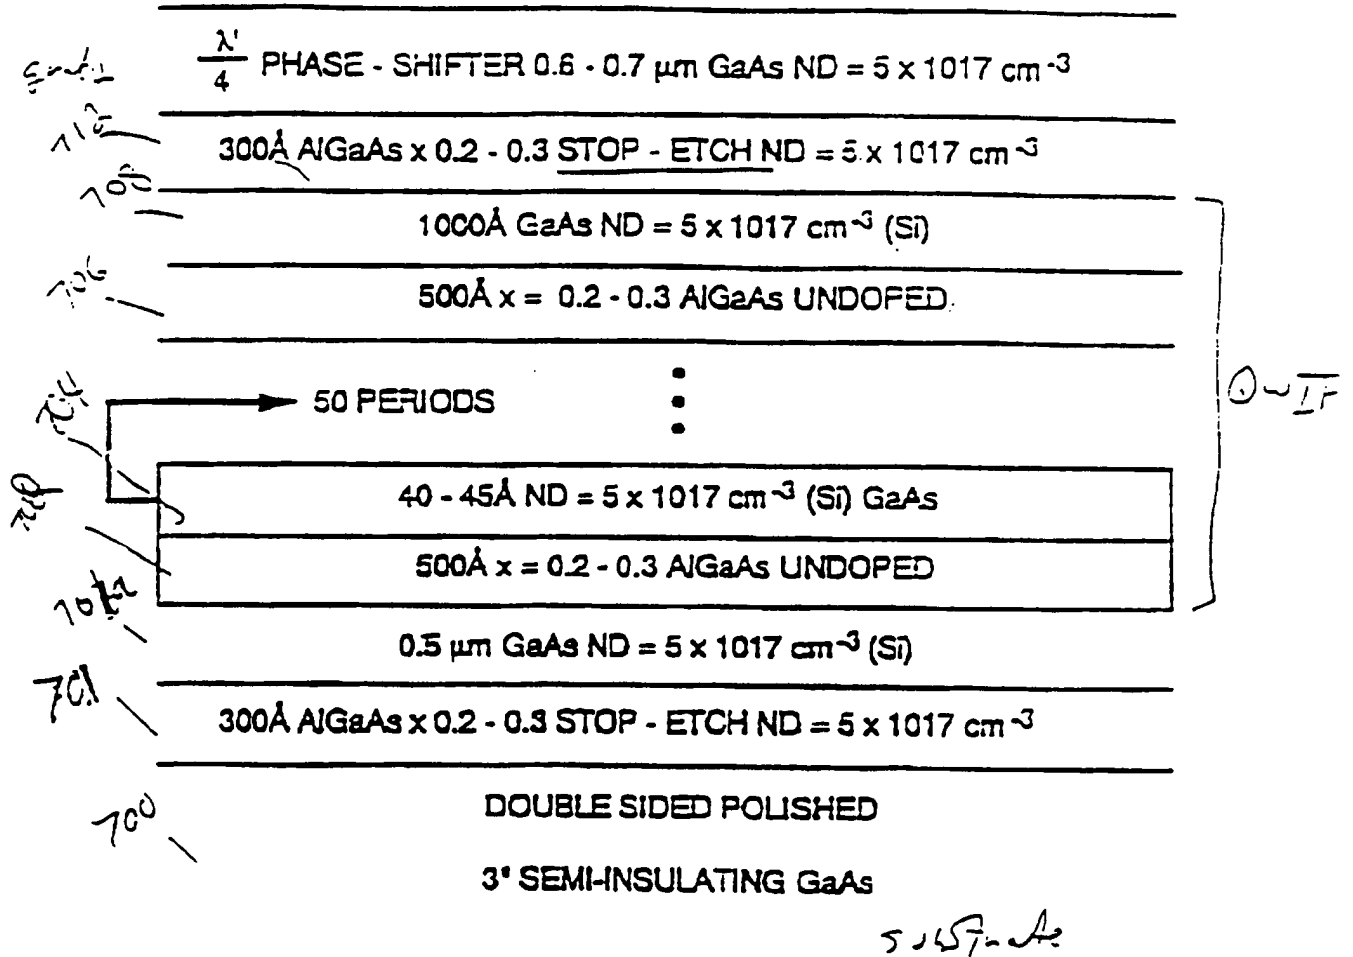 λ'/4 PHASE - SHIFTER 0.6 - 0.7 µm GaAs ND = 5 x 1017 cm-3
300Å AlGaAs x 0.2 - 0.3 STOP - ETCH ND = 5 x 1017 cm-3
1000Å GaAs ND = 5 x 1017 cm-3 (Si)
706
500Å x = 0.2 - 0.3 AlGaAs UNDOPED
50 PERIODS
40 - 45Å ND = 5 x 1017 cm-3 (Si) GaAs
500Å x = 0.2 - 0.3 AlGaAs UNDOPED
0.5 µm GaAs ND = 5 x 1017 cm-3 (Si)
701
300Å AlGaAs x 0.2 - 0.3 STOP - ETCH ND = 5 x 1017 cm-3
700
DOUBLE SIDED POLISHED
3" SEMI-INSULATING GaAs
substrate